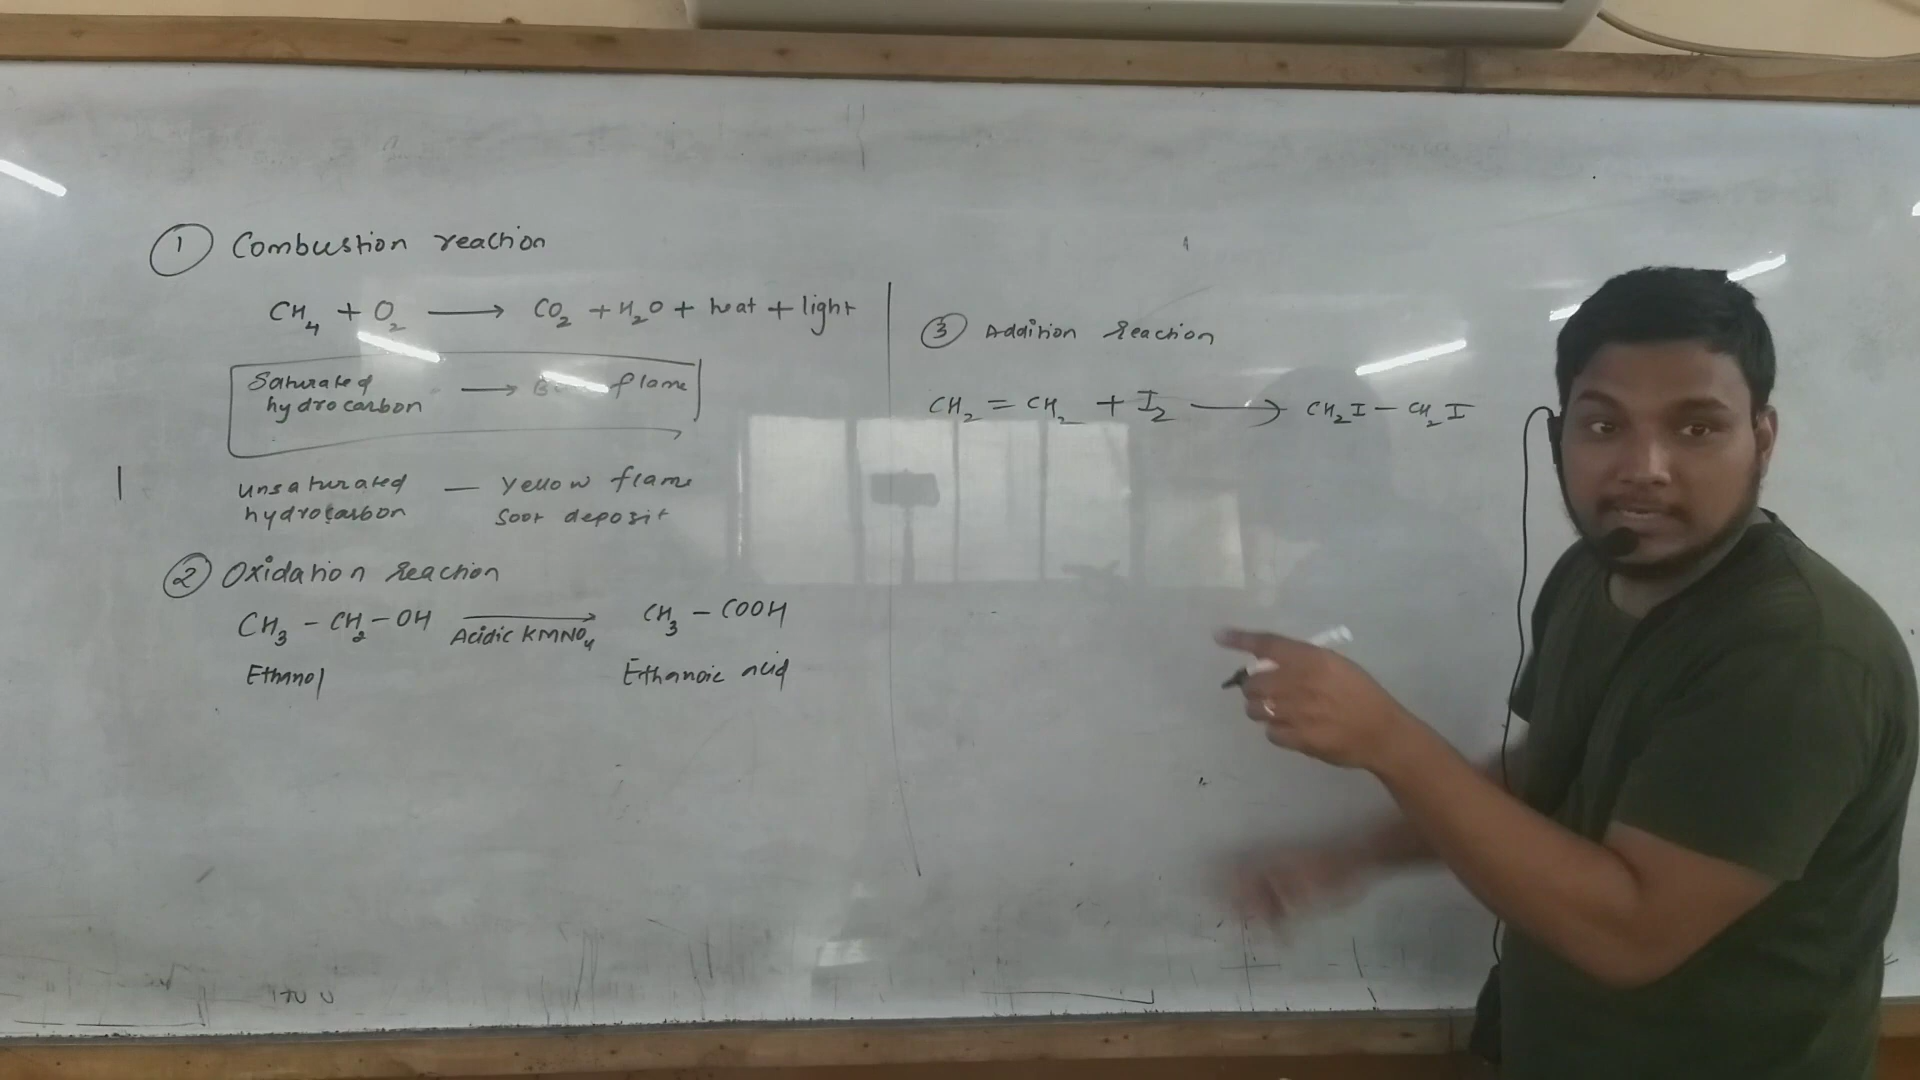 ① Combustion reaction
CH₄ + O₂ ⟶ CO₂ + H₂O + heat + light
Saturated ⟶ flame
hydrocarbon
unsaturated — Yellow flame
hydrocarbon soot deposit
② Oxidation reaction
CH₃ – CH₂ – OH ⟶ CH₃ – COOH
Acidic KMNO₄
Ethanol Ethanoic acid
③ Addition reaction
CH₂ = CH₂ + I₂ ⟶ CH₂I – CH₂I